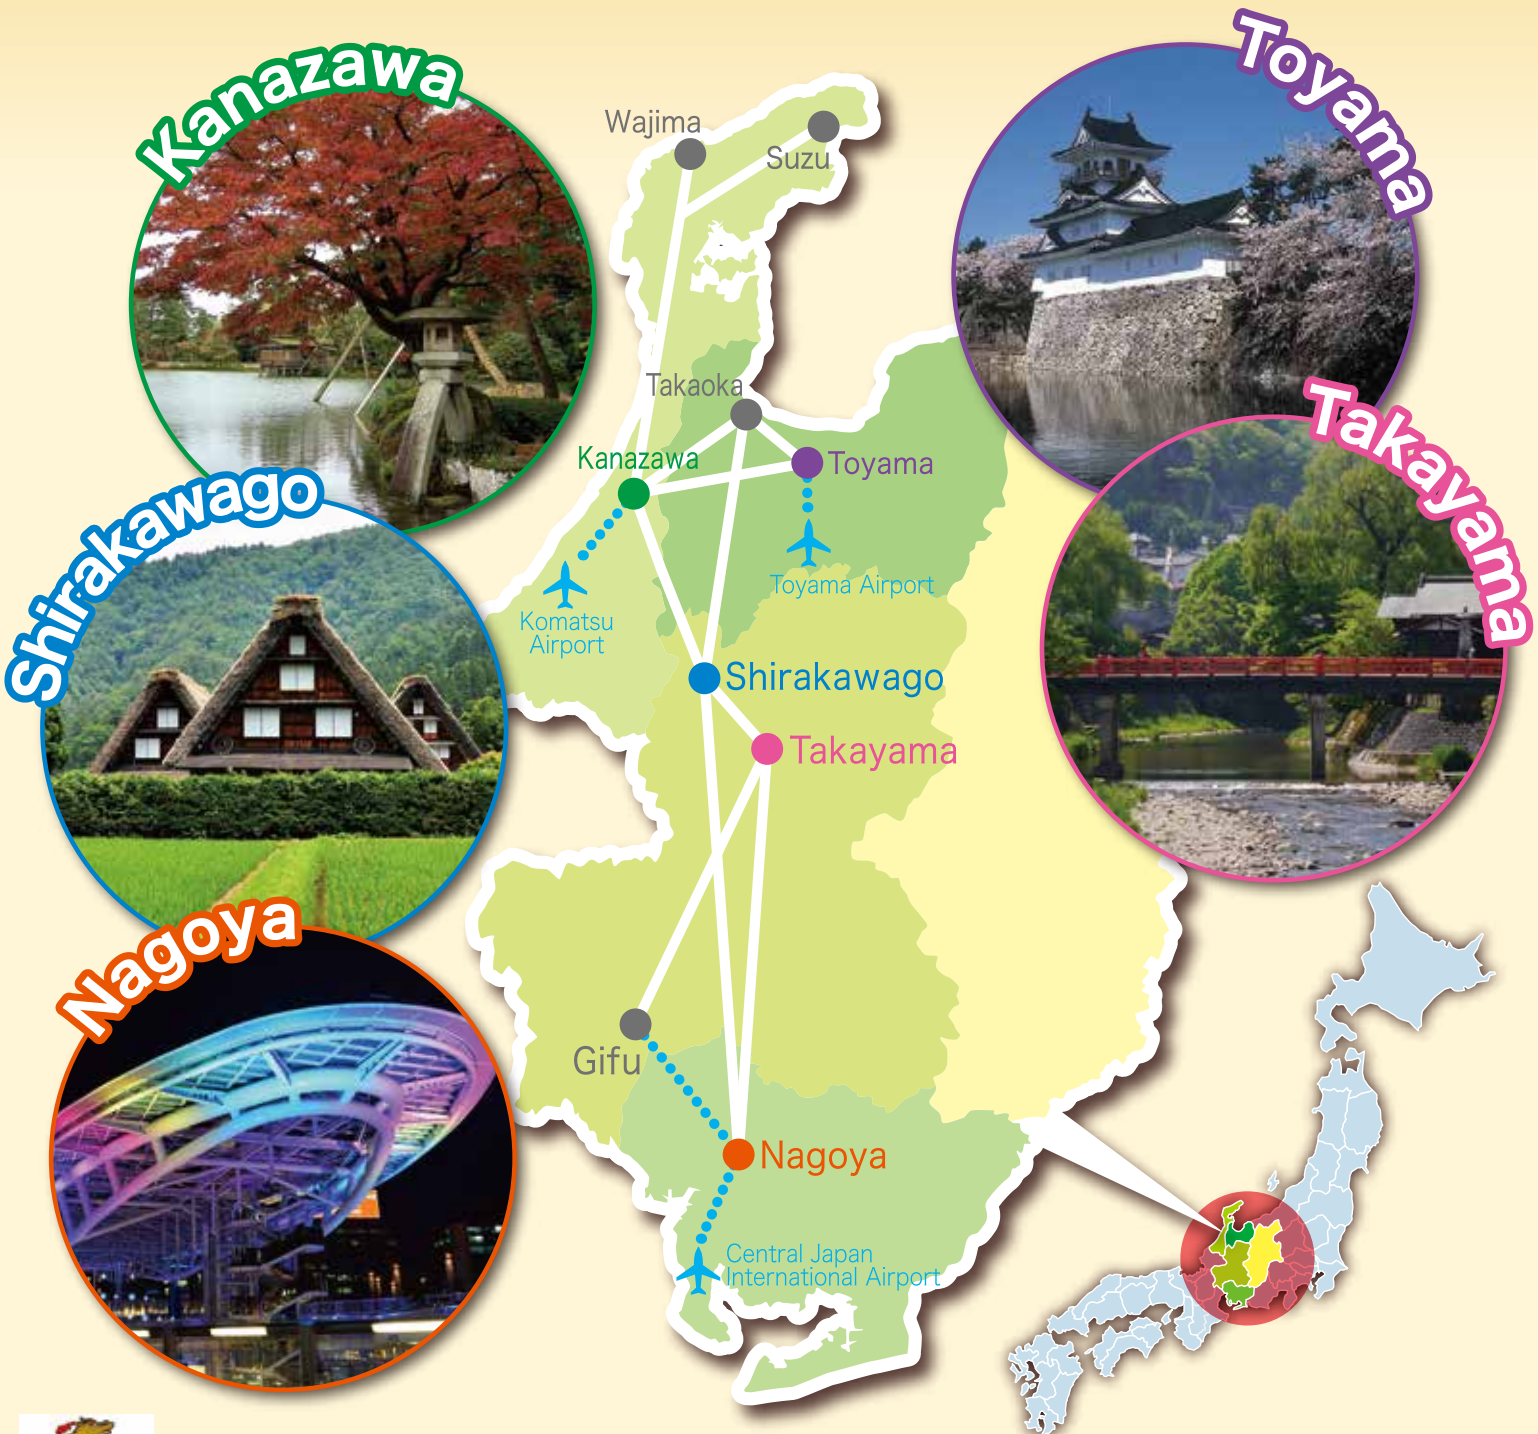 Kanazawa
Toyama
Wajima
Suzu
Takaoka
Takayama
Kanazawa
Toyama
Shirakawago
Toyama Airport
Komatsu
Airport
Shirakawago
Takayama
Nagoya
Gifu
Nagoya
Central Japan
International Airport